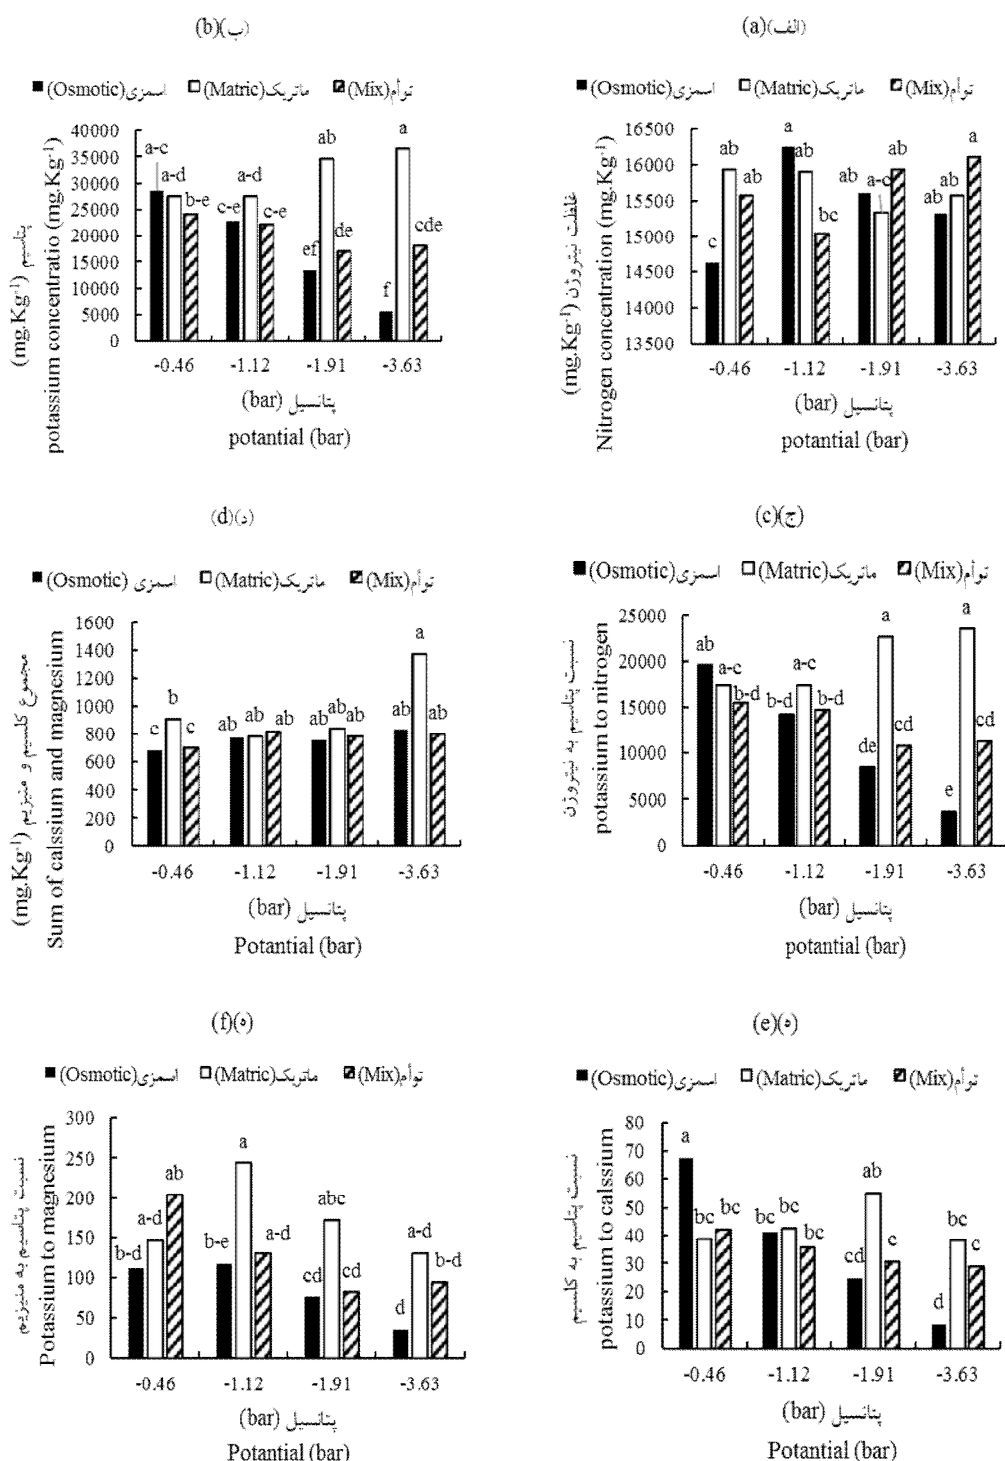 (ب)(b)
(Osmotic)اسمزی (Matric)ماتریک (Mix)توأم
پتاسیم (mg.Kg-1)
potassium concentratio (mg.Kg-1)
40000
35000
30000
25000
20000
15000
10000
5000
0
a-c a-d b-e
c-e a-d c-e
ef ab de
f a cde
-0.46 -1.12 -1.91 -3.63
پتانسیل (bar)
potantial (bar)
(الف)(a)
(Osmotic)اسمزی (Matric)ماتریک (Mix)توأم
غلظت نیتروژن (mg.Kg-1)
Nitrogen concentration (mg.Kg-1)
16500
16000
15500
15000
14500
14000
13500
c ab ab
a ab bc
ab a-c ab
ab ab a
-0.46 -1.12 -1.91 -3.63
پتانسیل (bar)
potantial (bar)
(د)(d)
(Osmotic) اسمزی (Matric)ماتریک (Mix)توأم
مجموع کلسیم و منیزیم (mg.Kg-1)
Sum of calssium and magnesium
1600
1400
1200
1000
800
600
400
200
0
c b c
ab ab ab
ab ab ab
ab a ab
-0.46 -1.12 -1.91 -3.63
پتانسیل (bar)
Potantial (bar)
(ج)(c)
(Osmotic)اسمزی (Matric)ماتریک (Mix)توأم
نسبت پتاسیم به نیتروژن
potassium to nitrogen
25000
20000
15000
10000
5000
0
ab a-c b-d
b-d a-c b-d
de a cd
e a cd
-0.46 -1.12 -1.91 -3.63
پتانسیل (bar)
potantial (bar)
(ه)(f)
(Osmotic)اسمزی (Matric)ماتریک (Mix)توأم
نسبت پتاسیم به منیزیم
Potassium to magnesium
300
250
200
150
100
50
0
b-d a-d ab
b-e a a-d
cd abc cd
d a-d b-d
-0.46 -1.12 -1.91 -3.63
پتانسیل (bar)
Potantial (bar)
(ه)(e)
(Osmotic)اسمزی (Matric)ماتریک (Mix)توأم
نسبت پتاسیم به کلسیم
potassium to calssium
80
70
60
50
40
30
20
10
0
a bc bc
bc bc bc
cd ab c
d bc c
-0.46 -1.12 -1.91 -3.63
پتانسیل (bar)
Potantial (bar)